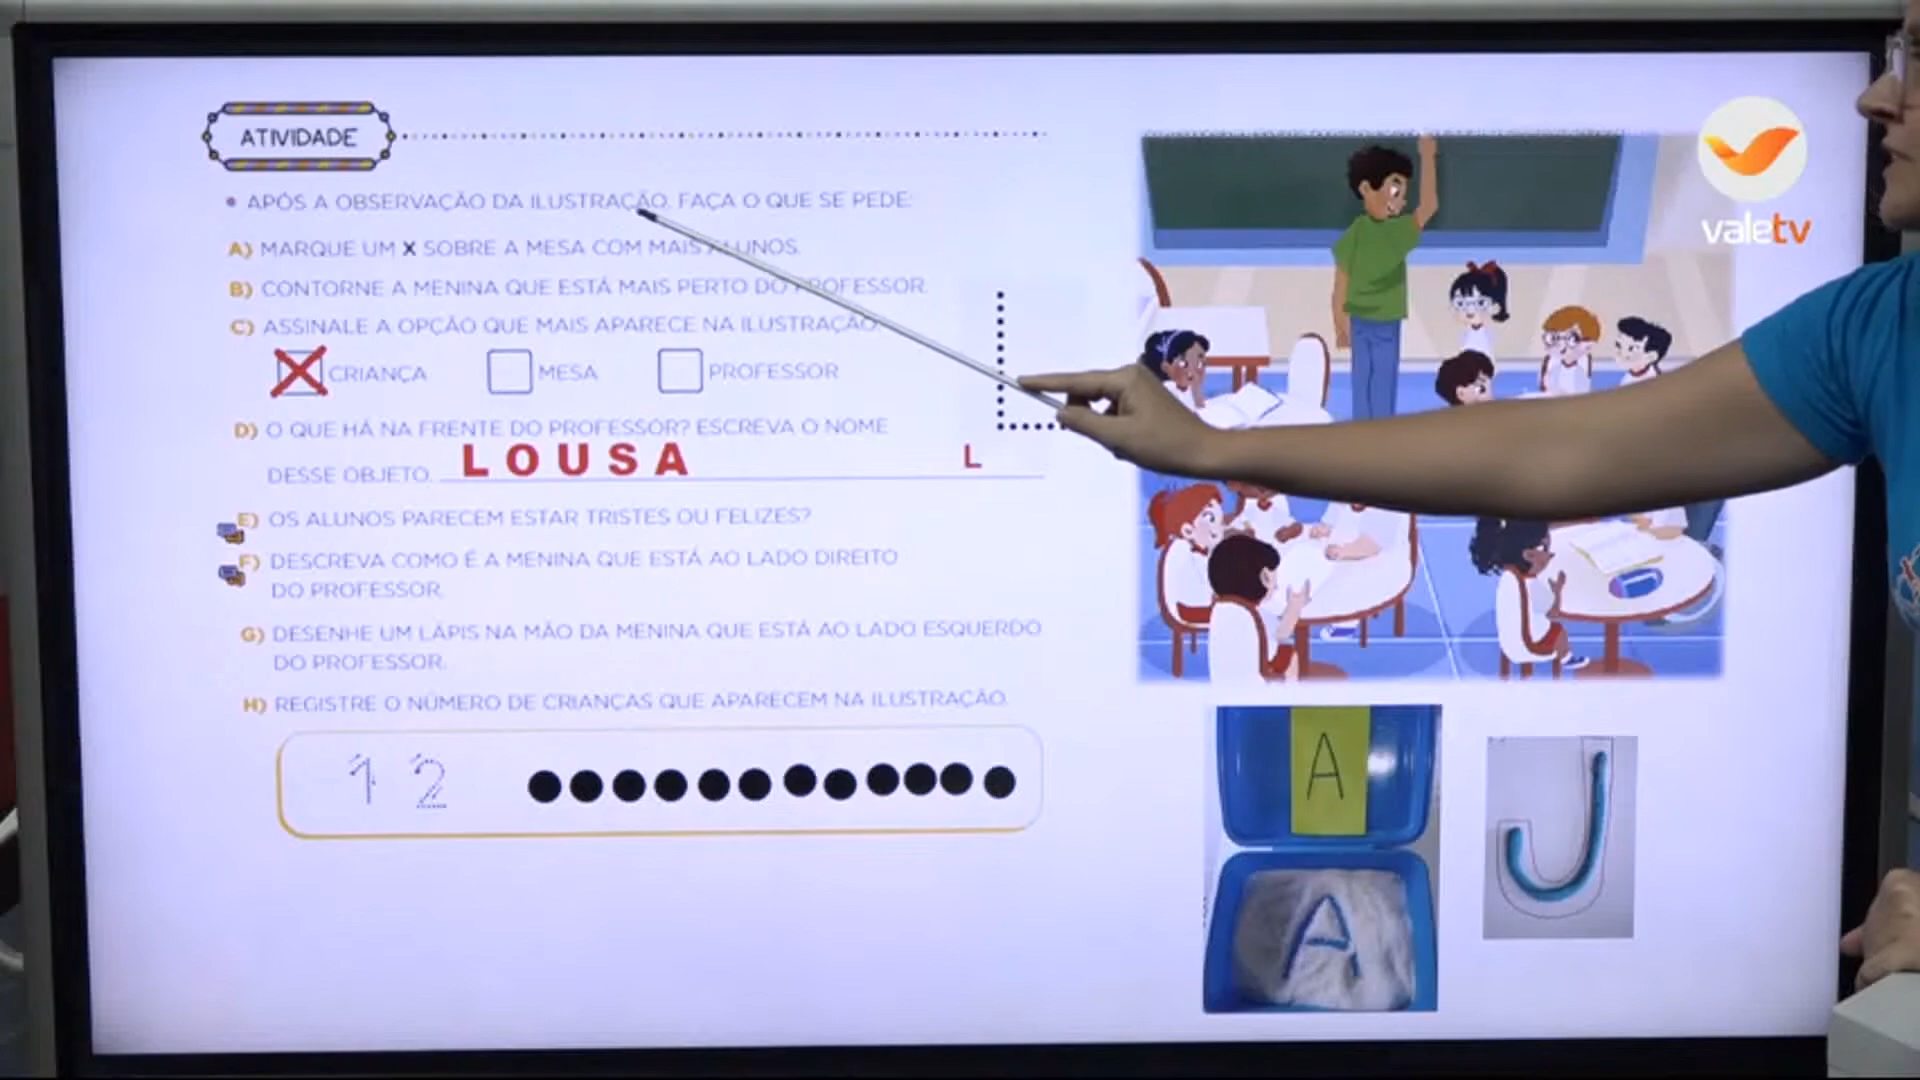 ATIVIDADE
• APÓS A OBSERVAÇÃO DA ILUSTRAÇÃO, FAÇA O QUE SE PEDE:
A) MARQUE UM X SOBRE A MESA COM MAIS ALUNOS.
B) CONTORNE A MENINA QUE ESTÁ MAIS PERTO DO PROFESSOR.
C) ASSINALE A OPÇÃO QUE MAIS APARECE NA ILUSTRAÇÃO
X CRIANÇA MESA PROFESSOR
D) O QUE HÁ NA FRENTE DO PROFESSOR? ESCREVA O NOME
DESSE OBJETO. LOUSA L
E) OS ALUNOS PARECEM ESTAR TRISTES OU FELIZES?
F) DESCREVA COMO É A MENINA QUE ESTÁ AO LADO DIREITO
DO PROFESSOR.
G) DESENHE UM LÁPIS NA MÃO DA MENINA QUE ESTÁ AO LADO ESQUERDO
DO PROFESSOR.
H) REGISTRE O NÚMERO DE CRIANÇAS QUE APARECEM NA ILUSTRAÇÃO.
12
valetv
A
A
J